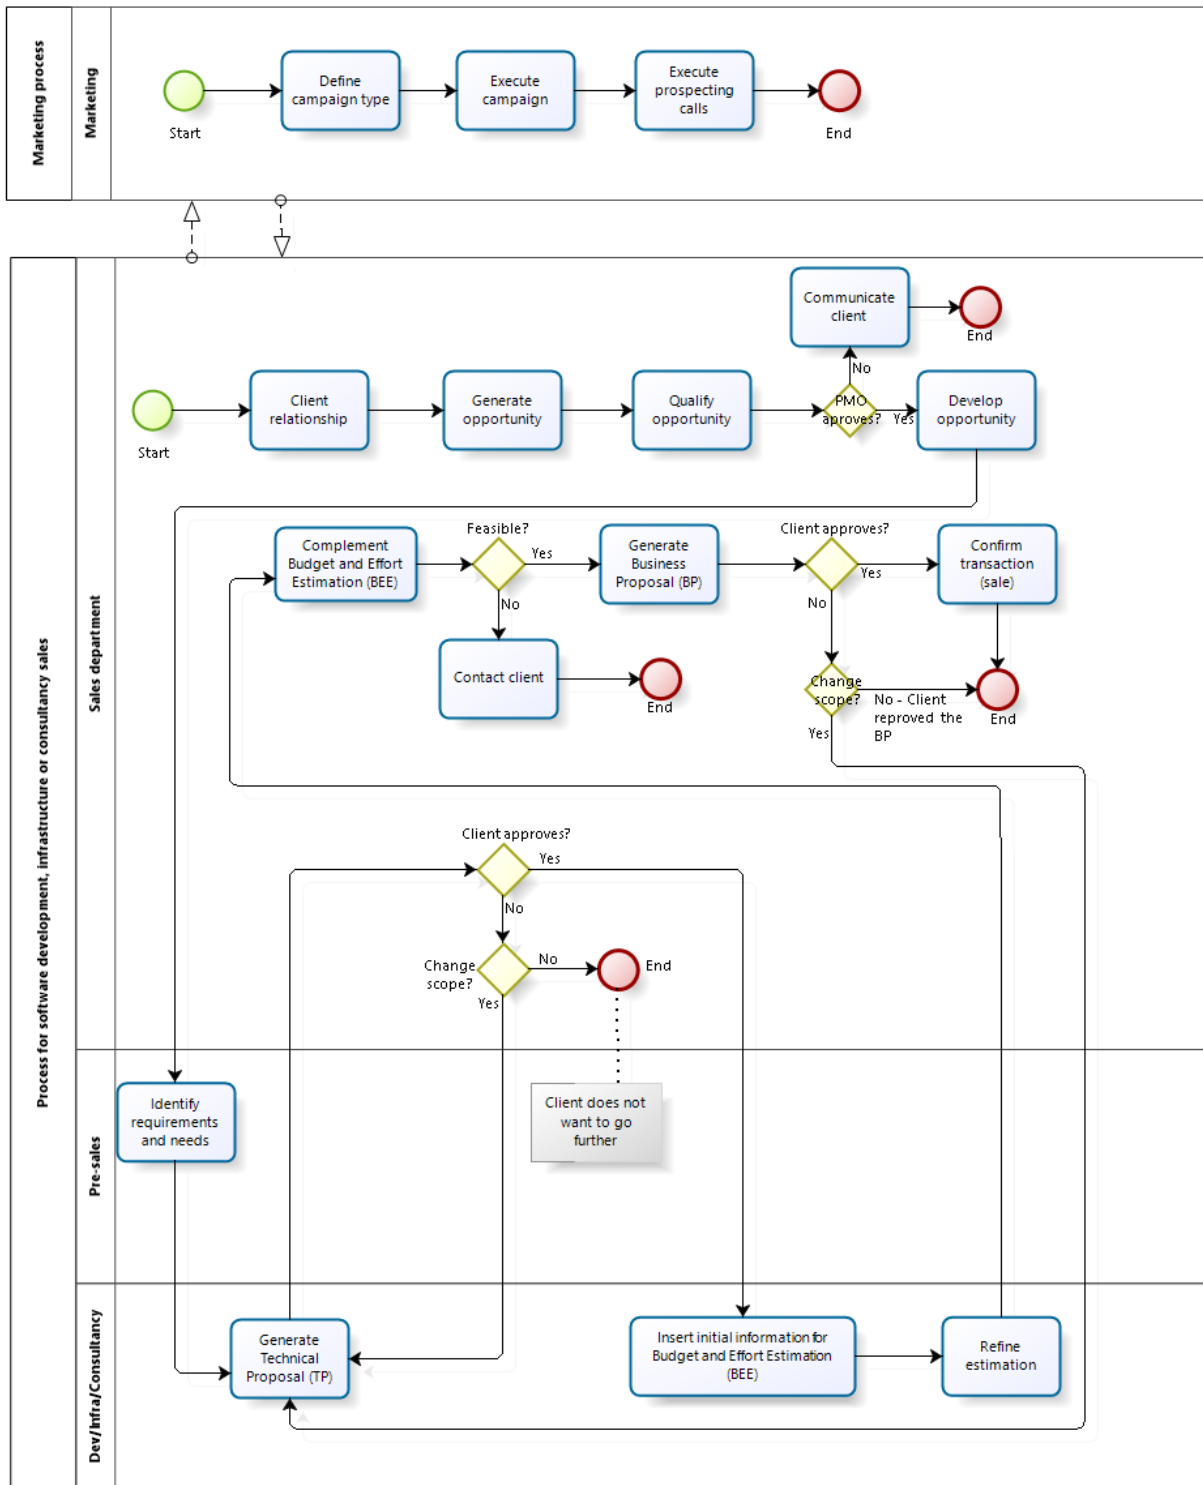 Marketing process
Marketing
Start
Define
campaign type
Execute
campaign
Execute
prospecting
calls
End
Process for software development, infrastructure or consultancy sales
Sales department
Communicate
client
End
No
Start
Client
relationship
Generate
opportunity
Qualify
opportunity
PMO
aproves?
Yes
Develop
opportunity
Complement
Budget and Effort
Estimation (BEE)
Feasible?
Yes
No
Generate
Business
Proposal (BP)
Client approves?
Yes
No
Confirm
transaction
(sale)
Contact client
End
Change
scope?
No - Client
reproved the
BP
End
Yes
Client approves?
Yes
No
Change
scope?
No
End
Yes
Pre-sales
Identify
requirements
and needs
Client does not
want to go
further
Dev/Infra/Consultancy
Generate
Technical
Proposal (TP)
Insert initial information for
Budget and Effort Estimation
(BEE)
Refine
estimation